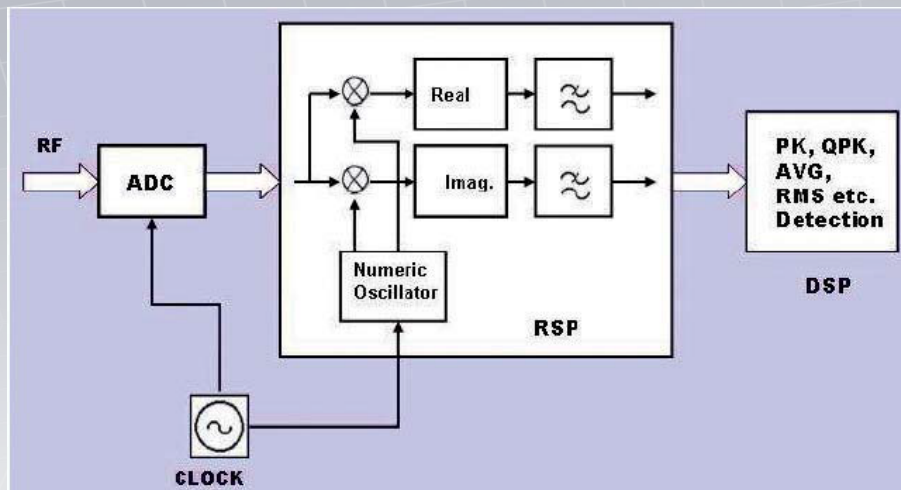 RF
ADC
Real
Imag.
Numeric
Oscillator
RSP
CLOCK
PK, QPK,
AVG,
RMS etc.
Detection
DSP